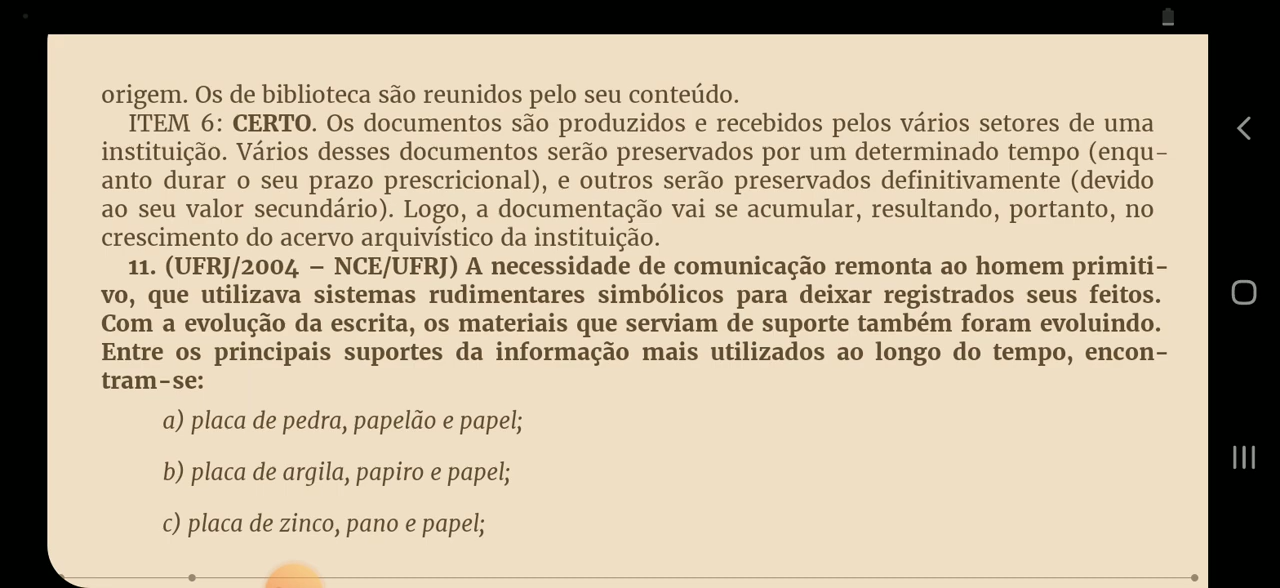 origem. Os de biblioteca são reunidos pelo seu conteúdo.
ITEM 6: CERTO. Os documentos são produzidos e recebidos pelos vários setores de uma
instituição. Vários desses documentos serão preservados por um determinado tempo (enqu-
anto durar o seu prazo prescricional), e outros serão preservados definitivamente (devido
ao seu valor secundário). Logo, a documentação vai se acumular, resultando, portanto, no
crescimento do acervo arquivístico da instituição.
11. (UFRJ/2004 – NCE/UFRJ) A necessidade de comunicação remonta ao homem primiti-
vo, que utilizava sistemas rudimentares simbólicos para deixar registrados seus feitos.
Com a evolução da escrita, os materiais que serviam de suporte também foram evoluindo.
Entre os principais suportes da informação mais utilizados ao longo do tempo, encon-
tram-se:
a) placa de pedra, papelão e papel;
b) placa de argila, papiro e papel;
c) placa de zinco, pano e papel;